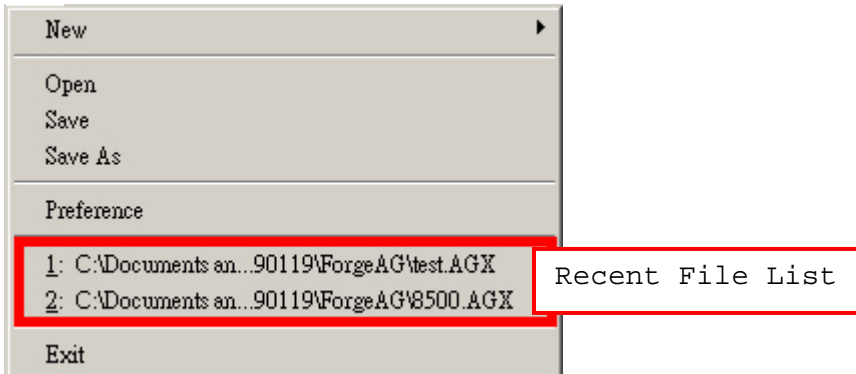 New
Open
Save
Save As
Preference
1: C:\Documents an...90119\ForgeAG\test.AGX
2: C:\Documents an...90119\ForgeAG\8500.AGX
Recent File List
Exit